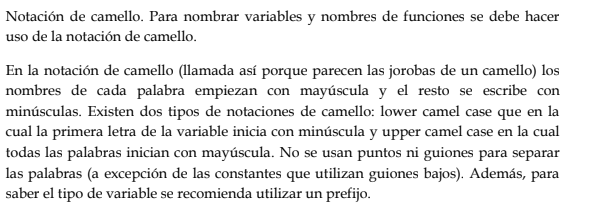 Notación de camello. Para nombrar variables y nombres de funciones se debe hacer
uso de la notación de camello.
En la notación de camello (llamada así porque parecen las jorobas de un camello) los
nombres de cada palabra empiezan con mayúscula y el resto se escribe con
minúsculas. Existen dos tipos de notaciones de camello: lower camel case que en la
cual la primera letra de la variable inicia con minúscula y upper camel case en la cual
todas las palabras inician con mayúscula. No se usan puntos ni guiones para separar
las palabras (a excepción de las constantes que utilizan guiones bajos). Además, para
saber el tipo de variable se recomienda utilizar un prefijo.